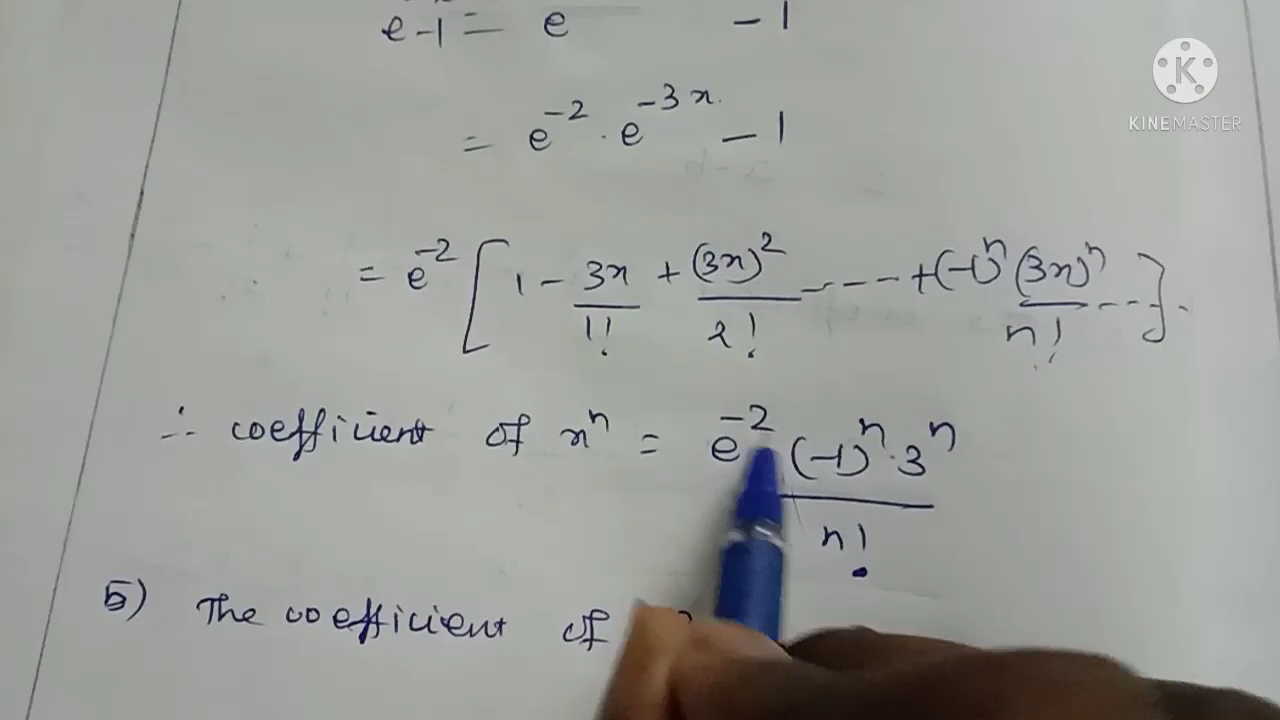 e-1 = e - 1
= e^-2 . e^-3x - 1
= e^-2 [ 1 - 3x/1! + (3x)^2/2! ---- + (-1)^n (3x)^n/n! --- ].
∴ coefficient of x^n = e^-2 (-1)^n . 3^n / n!
5) The coefficient of
K
KINEMASTER